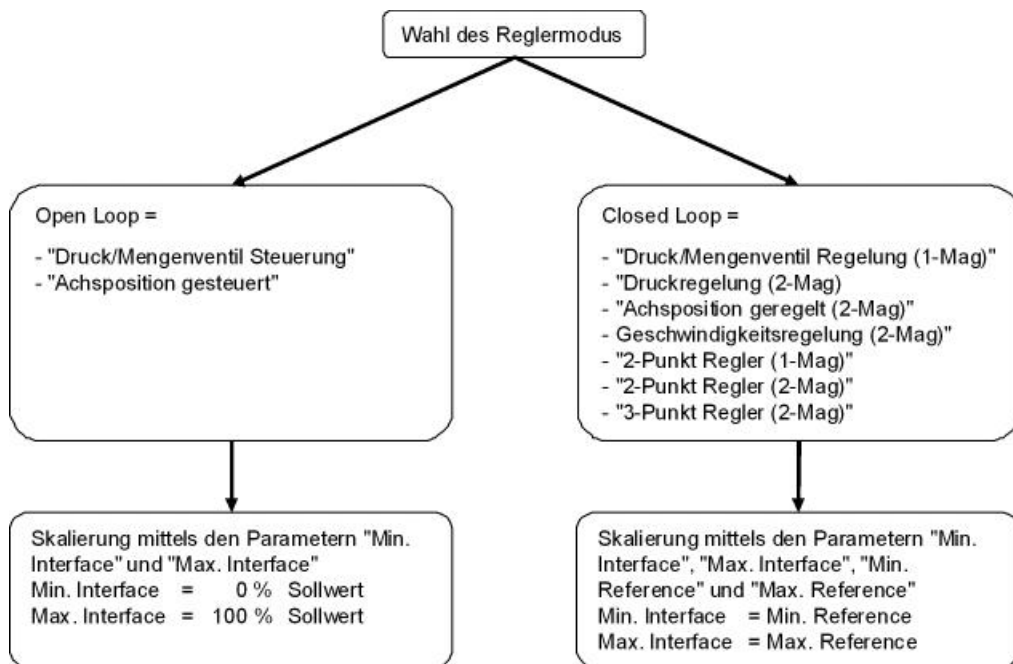 Wahl des Reglermodus
Open Loop =
- "Druck/Mengenventil Steuerung"
- "Achsposition gesteuert"
Closed Loop =
- "Druck/Mengenventil Regelung (1-Mag)"
- "Druckregelung (2-Mag)
- "Achsposition geregelt (2-Mag)"
- Geschwindigkeitsregelung (2-Mag)"
- "2-Punkt Regler (1-Mag)"
- "2-Punkt Regler (2-Mag)"
- "3-Punkt Regler (2-Mag)"
Skalierung mittels den Parametern "Min.
Interface" und "Max. Interface"
Min. Interface = 0 % Sollwert
Max. Interface = 100 % Sollwert
Skalierung mittels den Parametern "Min.
Interface", "Max. Interface", "Min.
Reference" und "Max. Reference"
Min. Interface = Min. Reference
Max. Interface = Max. Reference